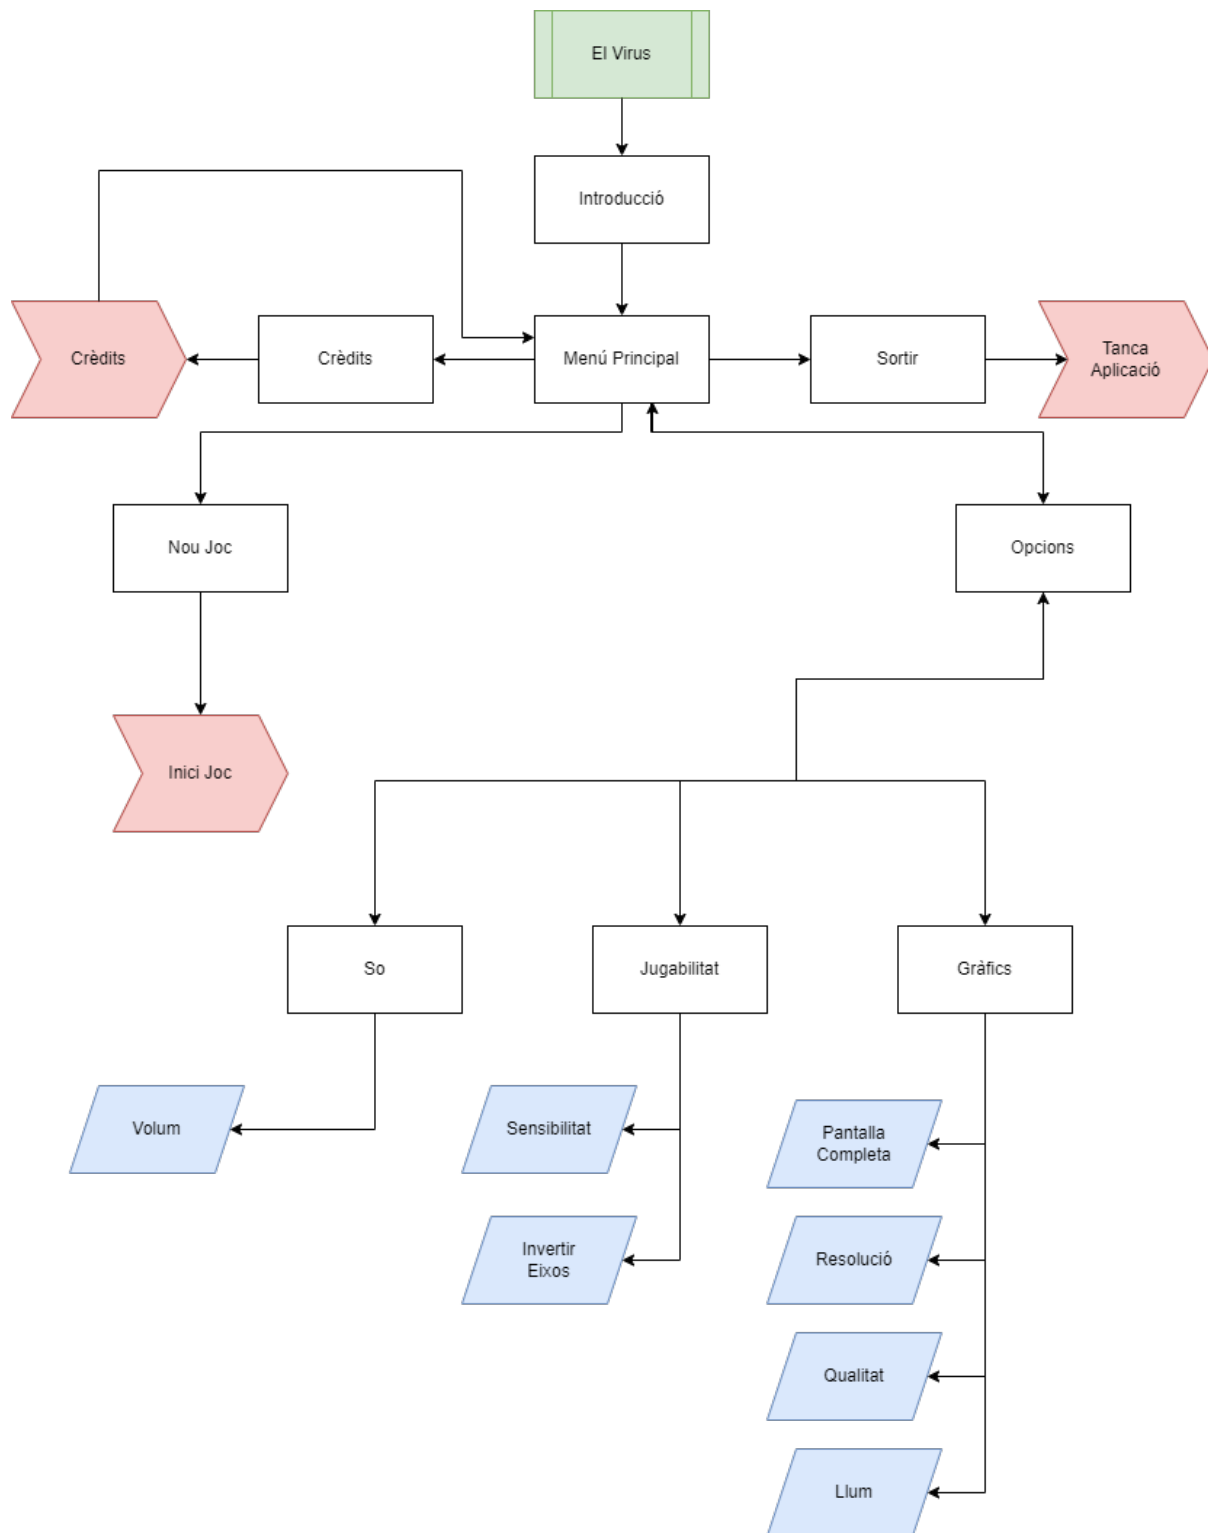 El Virus
Introducció
Crèdits
Crèdits
Menú Principal
Sortir
Tanca
Aplicació
Nou Joc
Opcions
Inici Joc
So
Jugabilitat
Gràfics
Volum
Sensibilitat
Pantalla
Completa
Invertir
Eixos
Resolució
Qualitat
Llum